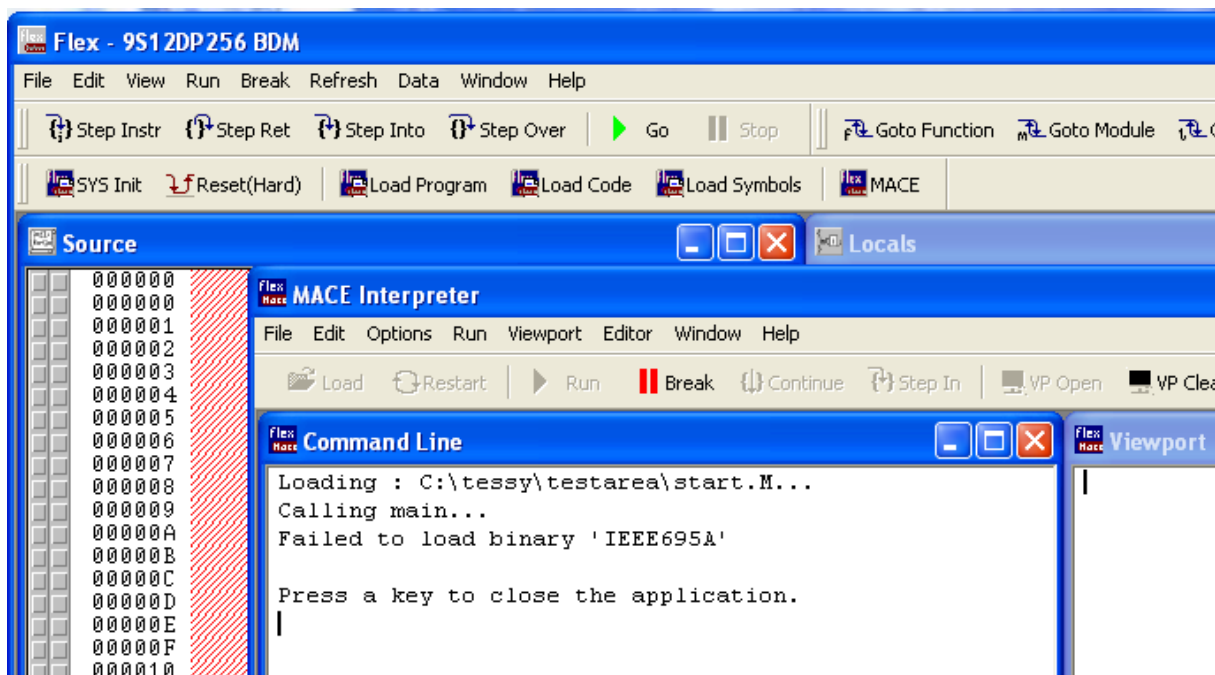 Flex - 9S12DP256 BDM
File Edit View Run Break Refresh Data Window Help
Step Instr Step Ret Step Into Step Over Go Stop Goto Function Goto Module
SYS Init Reset(Hard) Load Program Load Code Load Symbols MACE
Source
Locals
000000
000000
000001
000002
000003
000004
000005
000006
000007
000008
000009
00000A
00000B
00000C
00000D
00000E
00000F
000010
MACE Interpreter
File Edit Options Run Viewport Editor Window Help
Load Restart Run Break Continue Step In VP Open VP Clea
Command Line
Loading : C:\tessy\testarea\start.M...
Calling main...
Failed to load binary 'IEEE695A'
Press a key to close the application.
Viewport